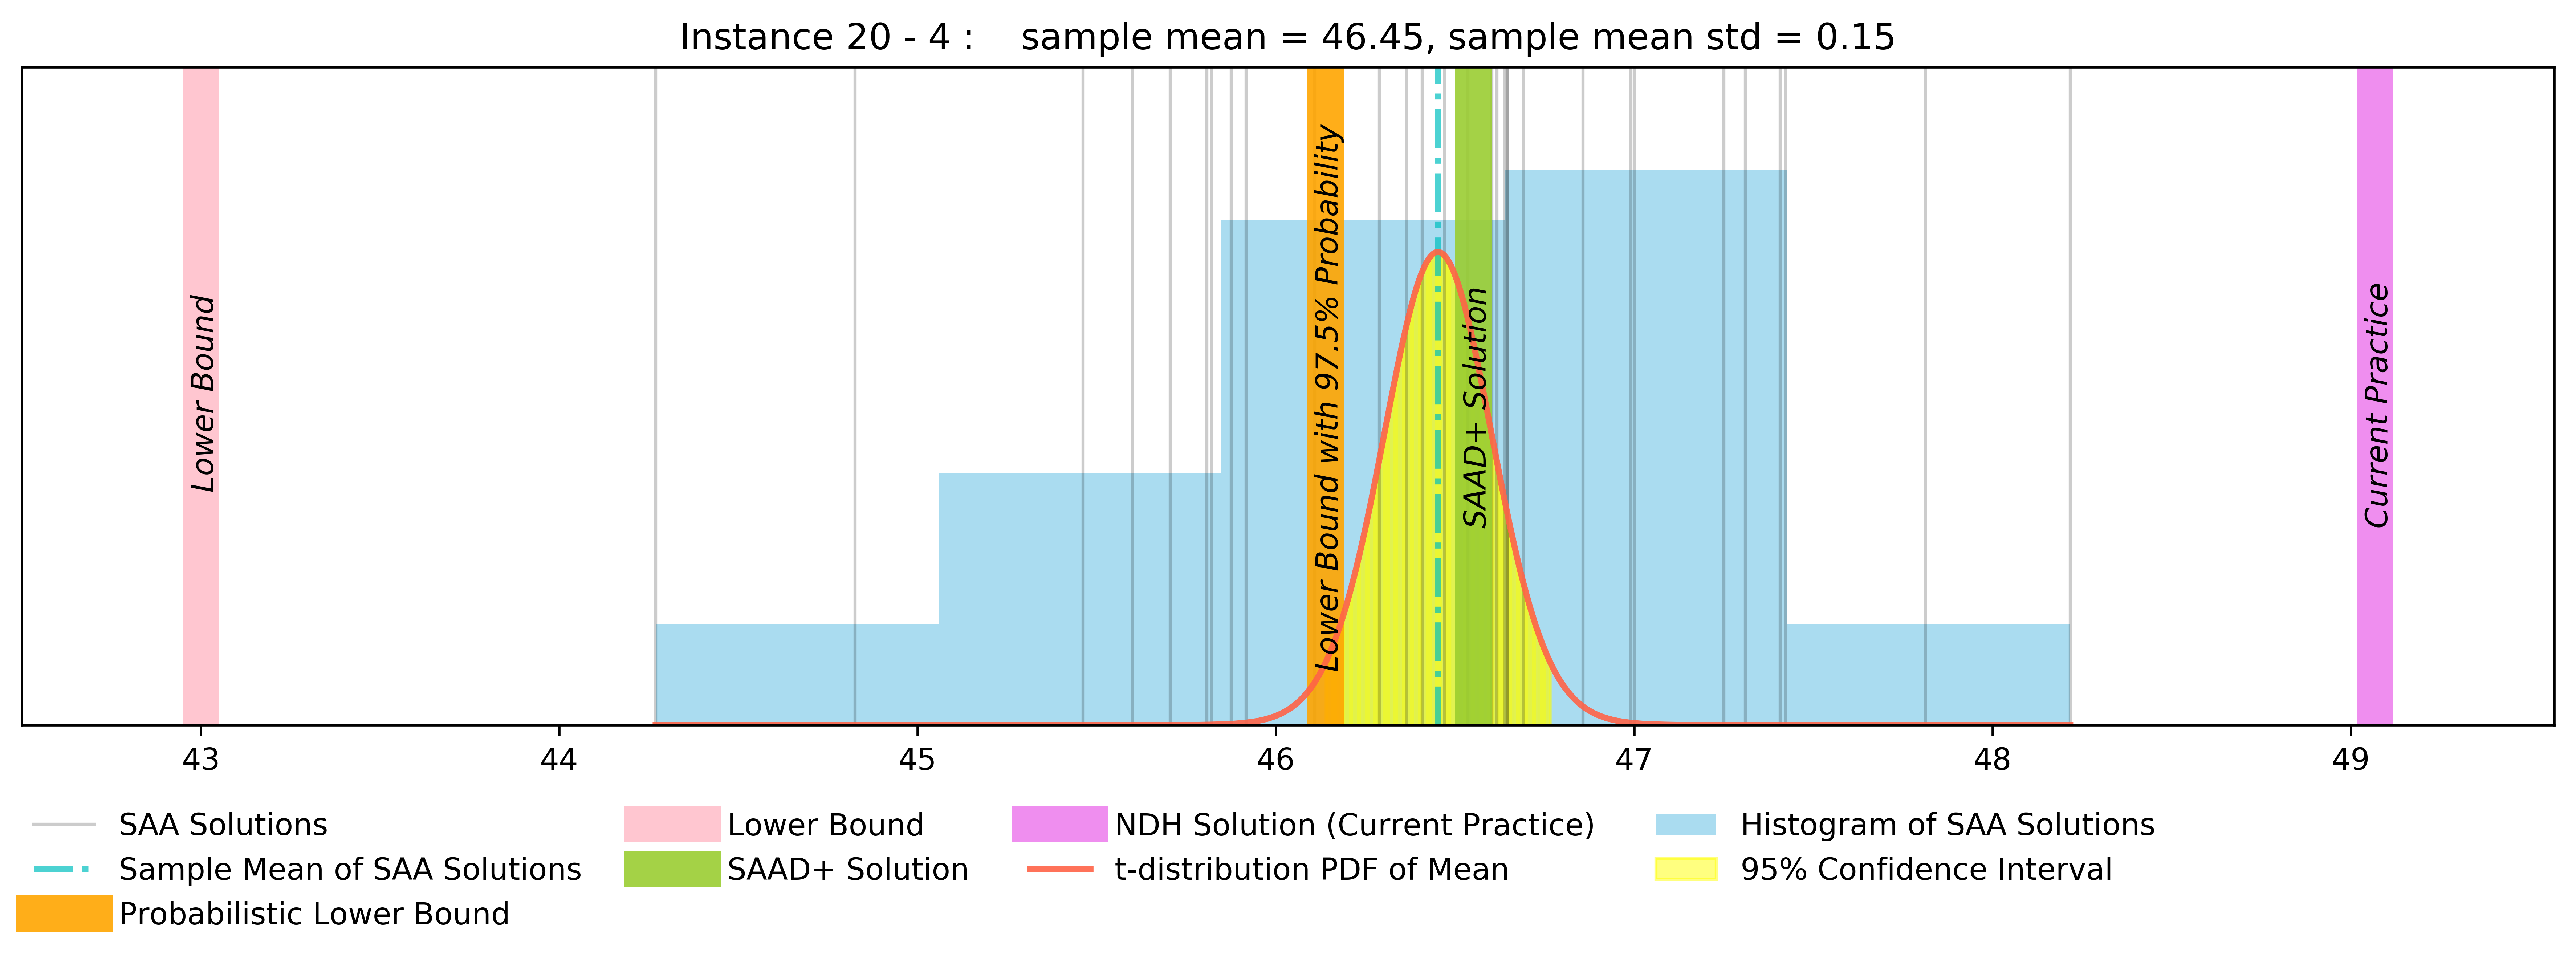 Instance 20 - 4 :    sample mean = 46.45, sample mean std = 0.15
Lower Bound
Lower Bound with 97.5% Probability
SAAD+ Solution
Current Practice
43 44 45 46 47 48 49
SAA Solutions
Sample Mean of SAA Solutions
Probabilistic Lower Bound
Lower Bound
SAAD+ Solution
NDH Solution (Current Practice)
t-distribution PDF of Mean
Histogram of SAA Solutions
95% Confidence Interval